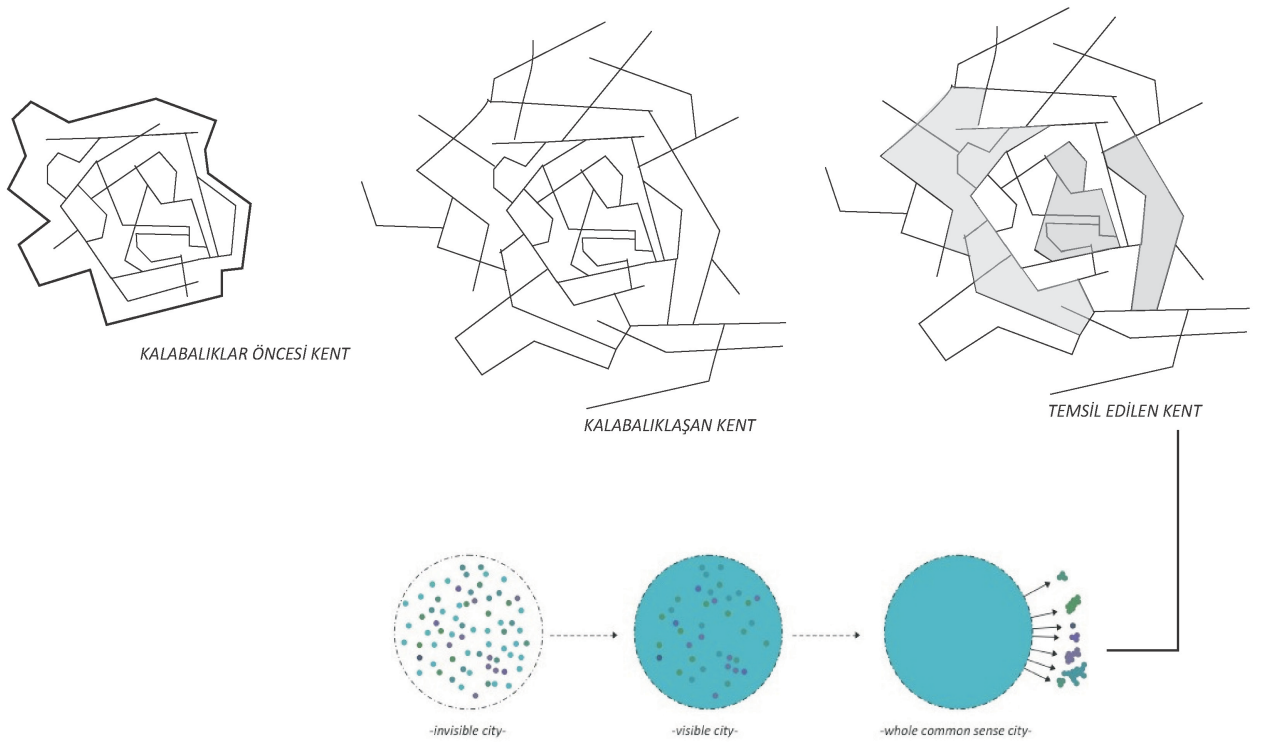 KALABALIKLAR ÖNCESİ KENT
KALABALIKLAŞAN KENT
TEMSİL EDİLEN KENT
-invisible city-
-visible city-
-whole common sense city-